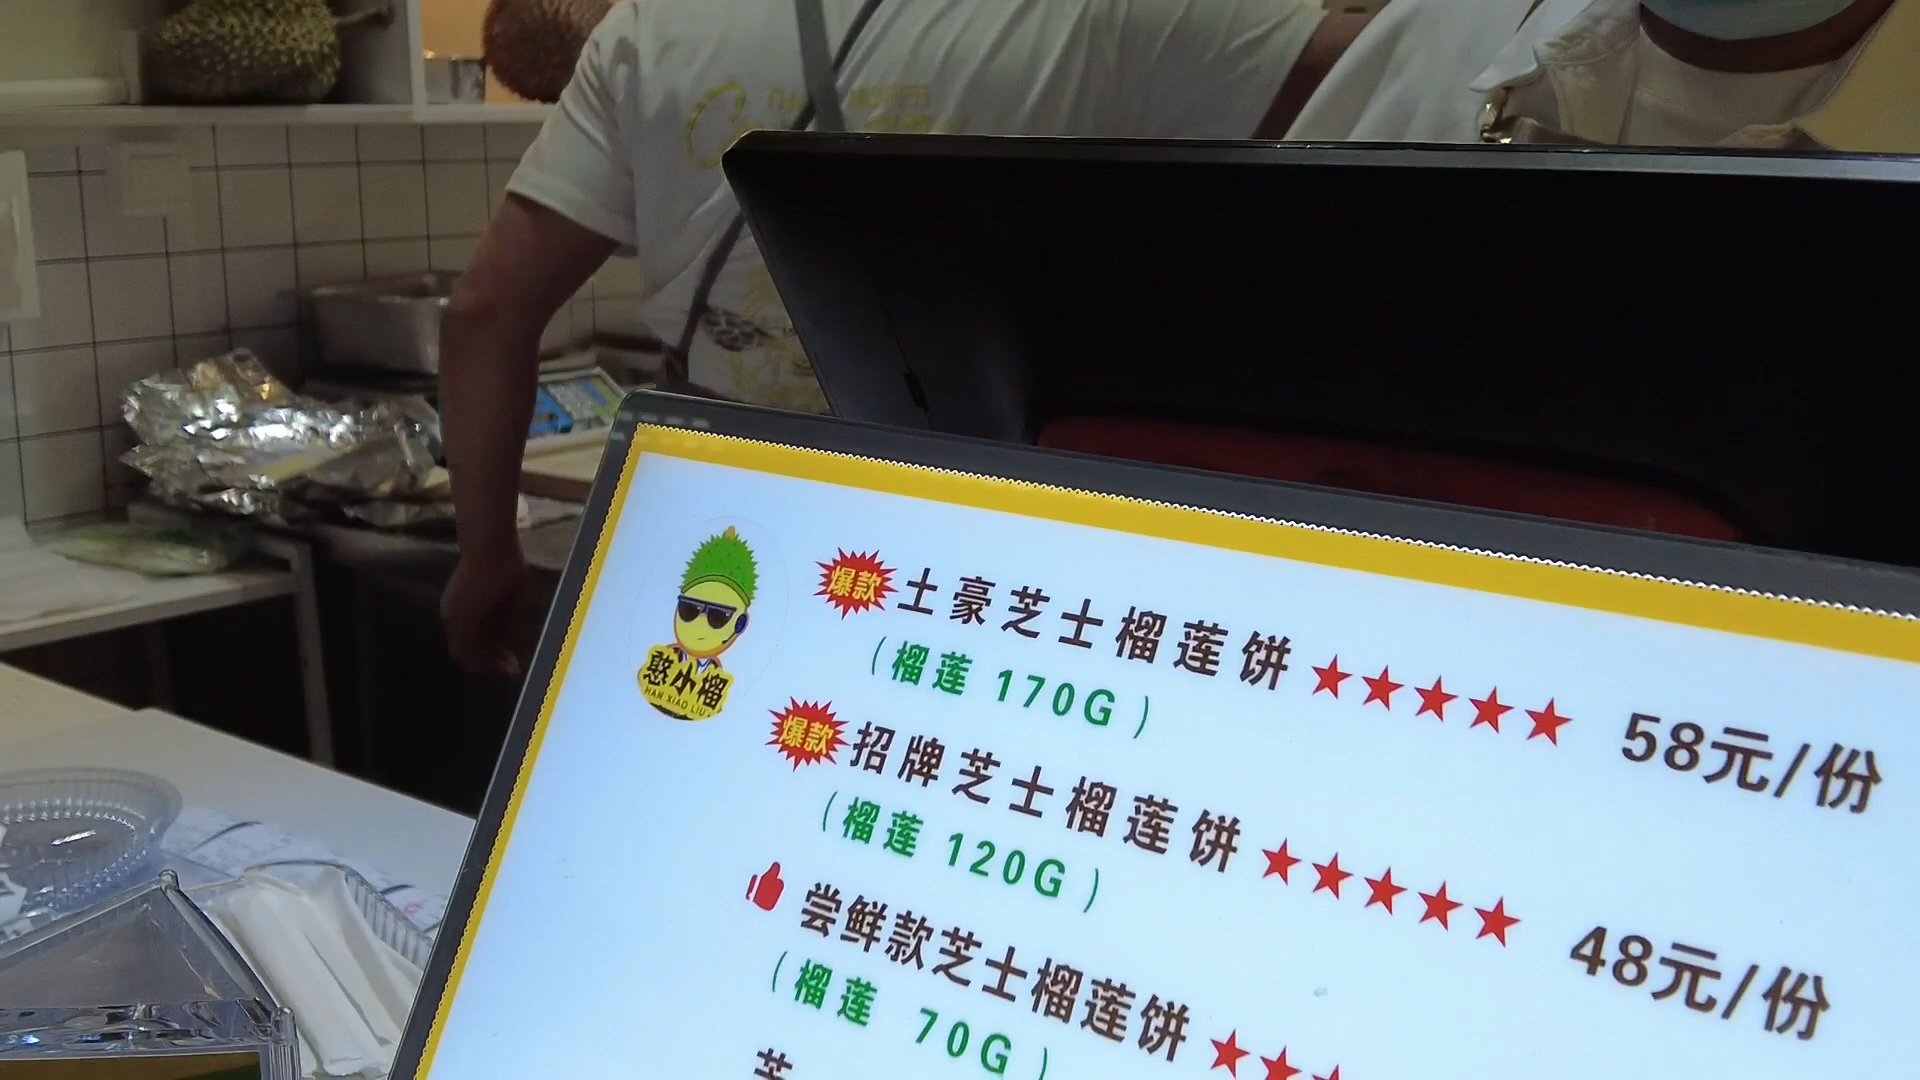 爆款 土豪芝士榴莲饼 ★★★★★ 58元/份
(榴莲 170G)
憨小榴
HAN XIAO LIU
爆款 招牌芝士榴莲饼 ★★★★★ 48元/份
(榴莲 120G)
尝鲜款芝士榴莲饼 ★★★
(榴莲 70G)